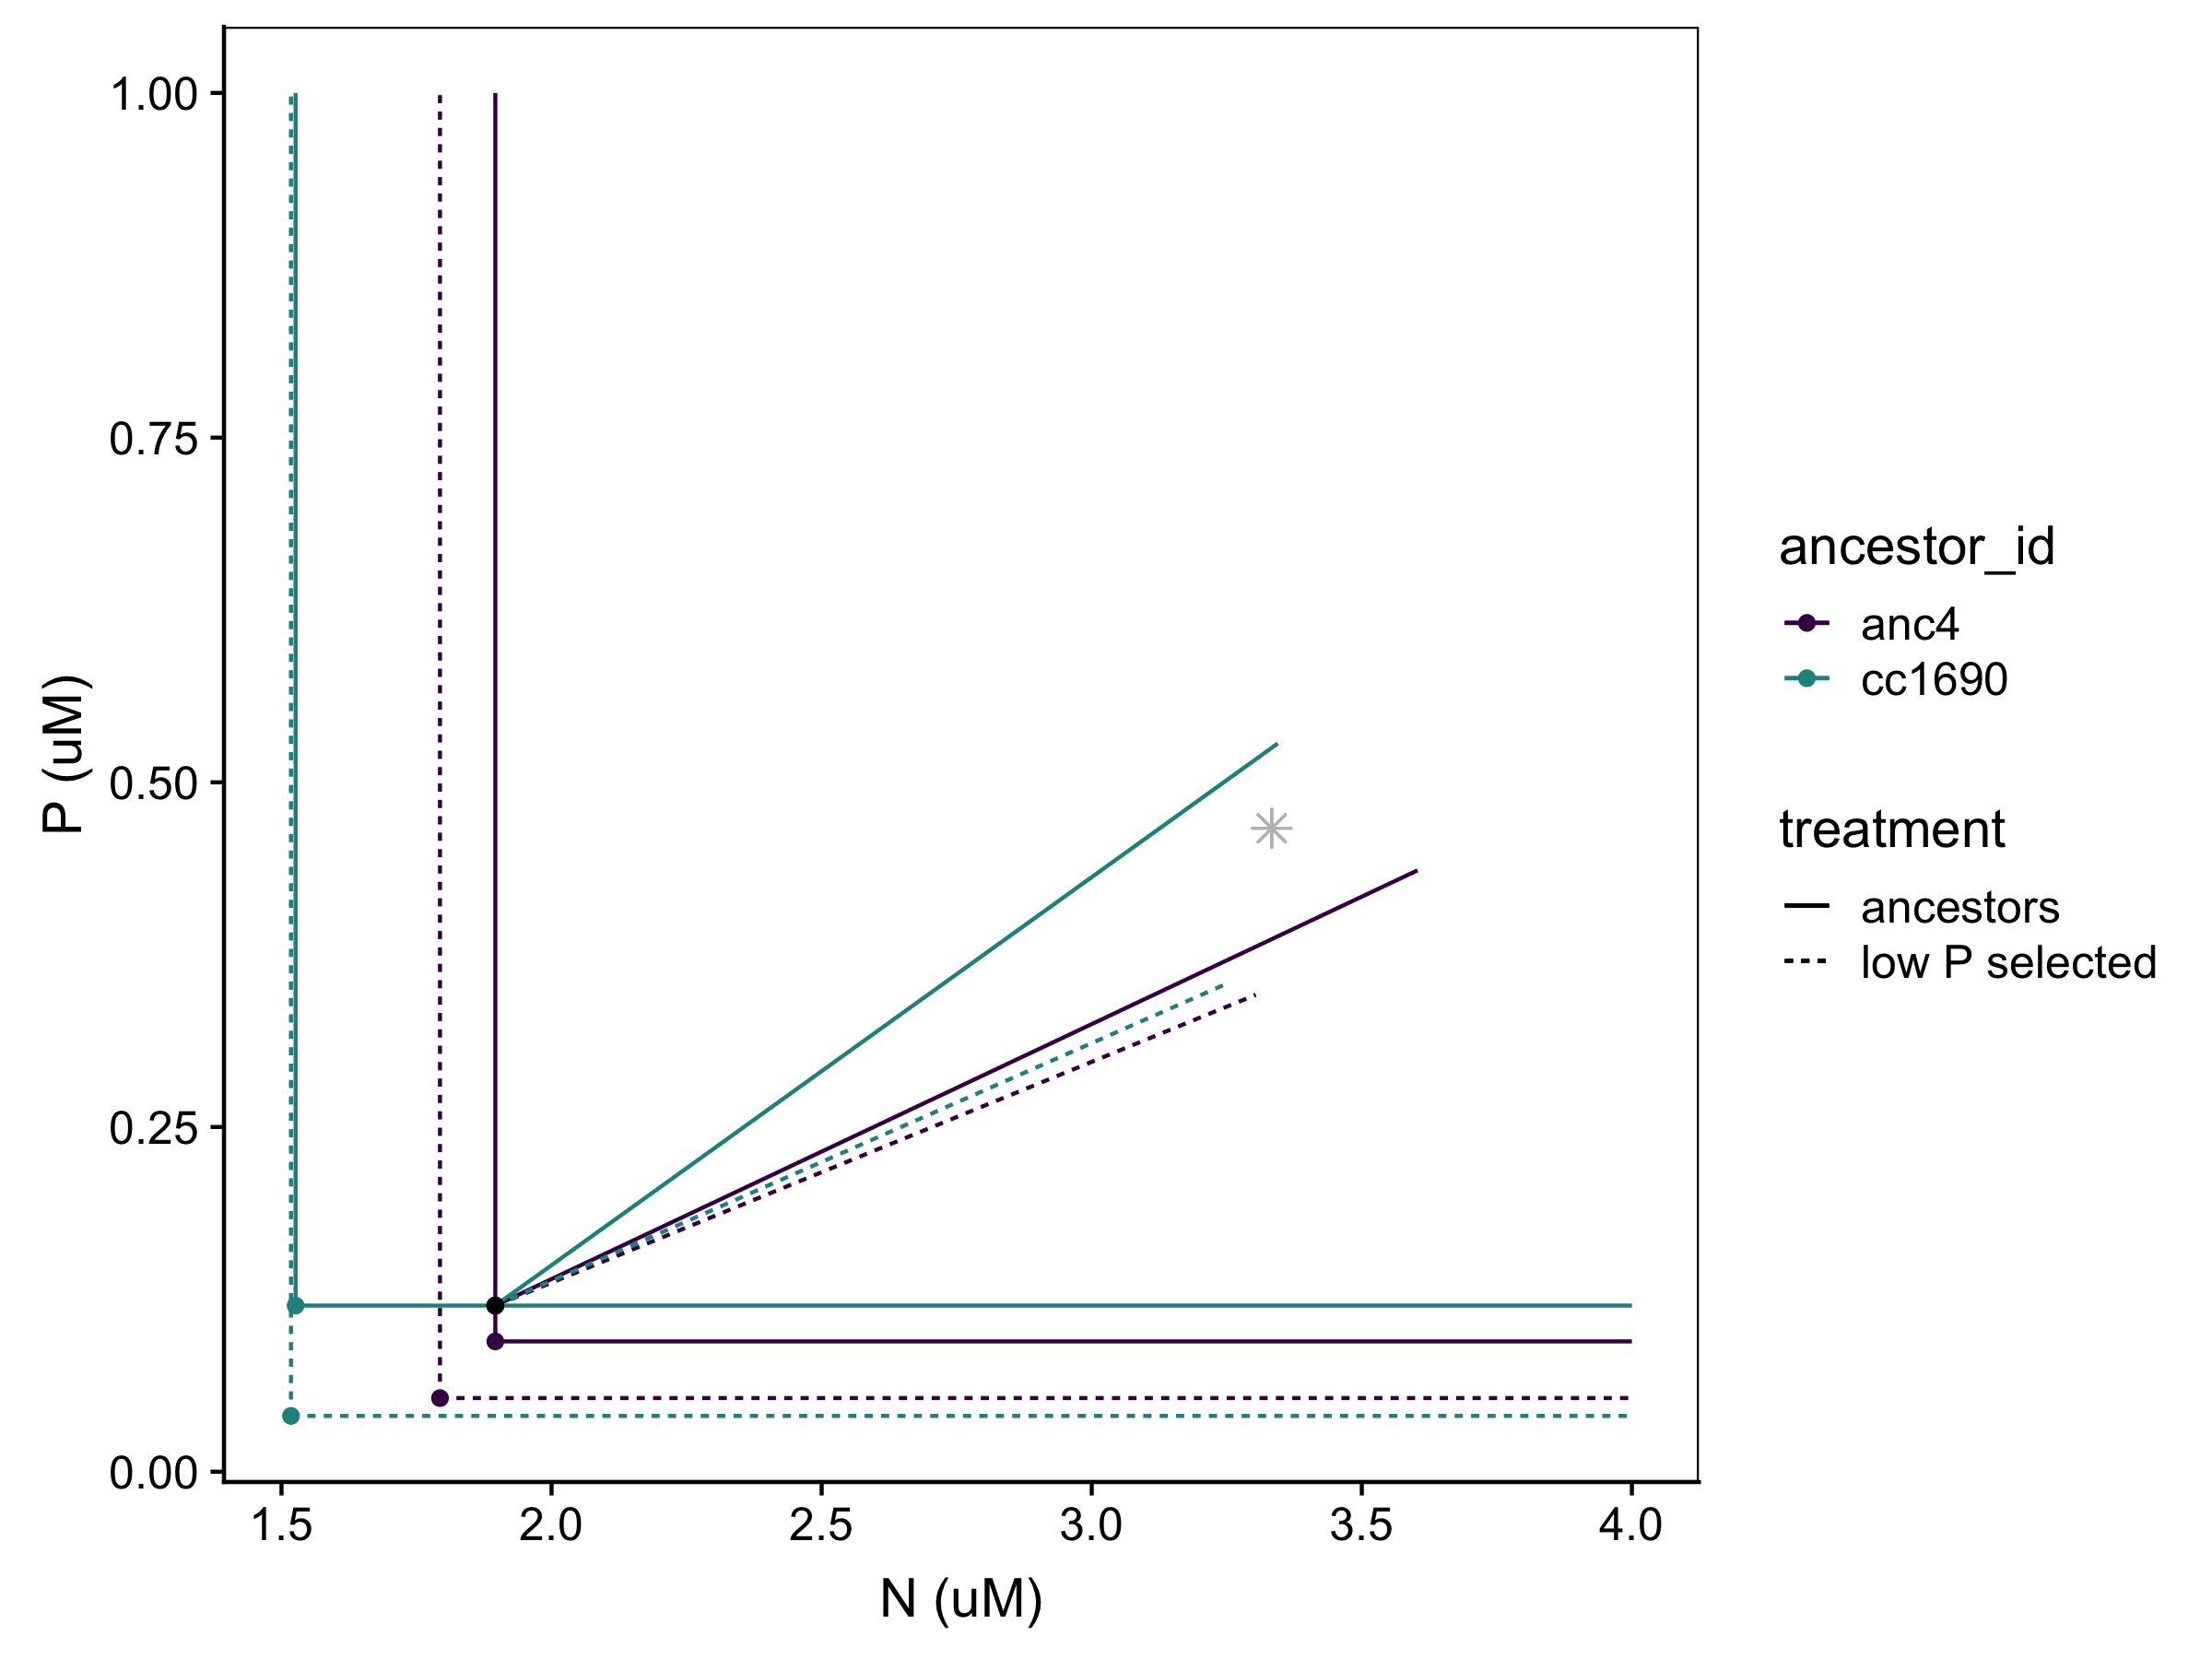 1.00
0.75
0.50
0.25
0.00
P (uM)
1.5 2.0 2.5 3.0 3.5 4.0
N (uM)
ancestor_id
anc4
cc1690
treatment
ancestors
low P selected